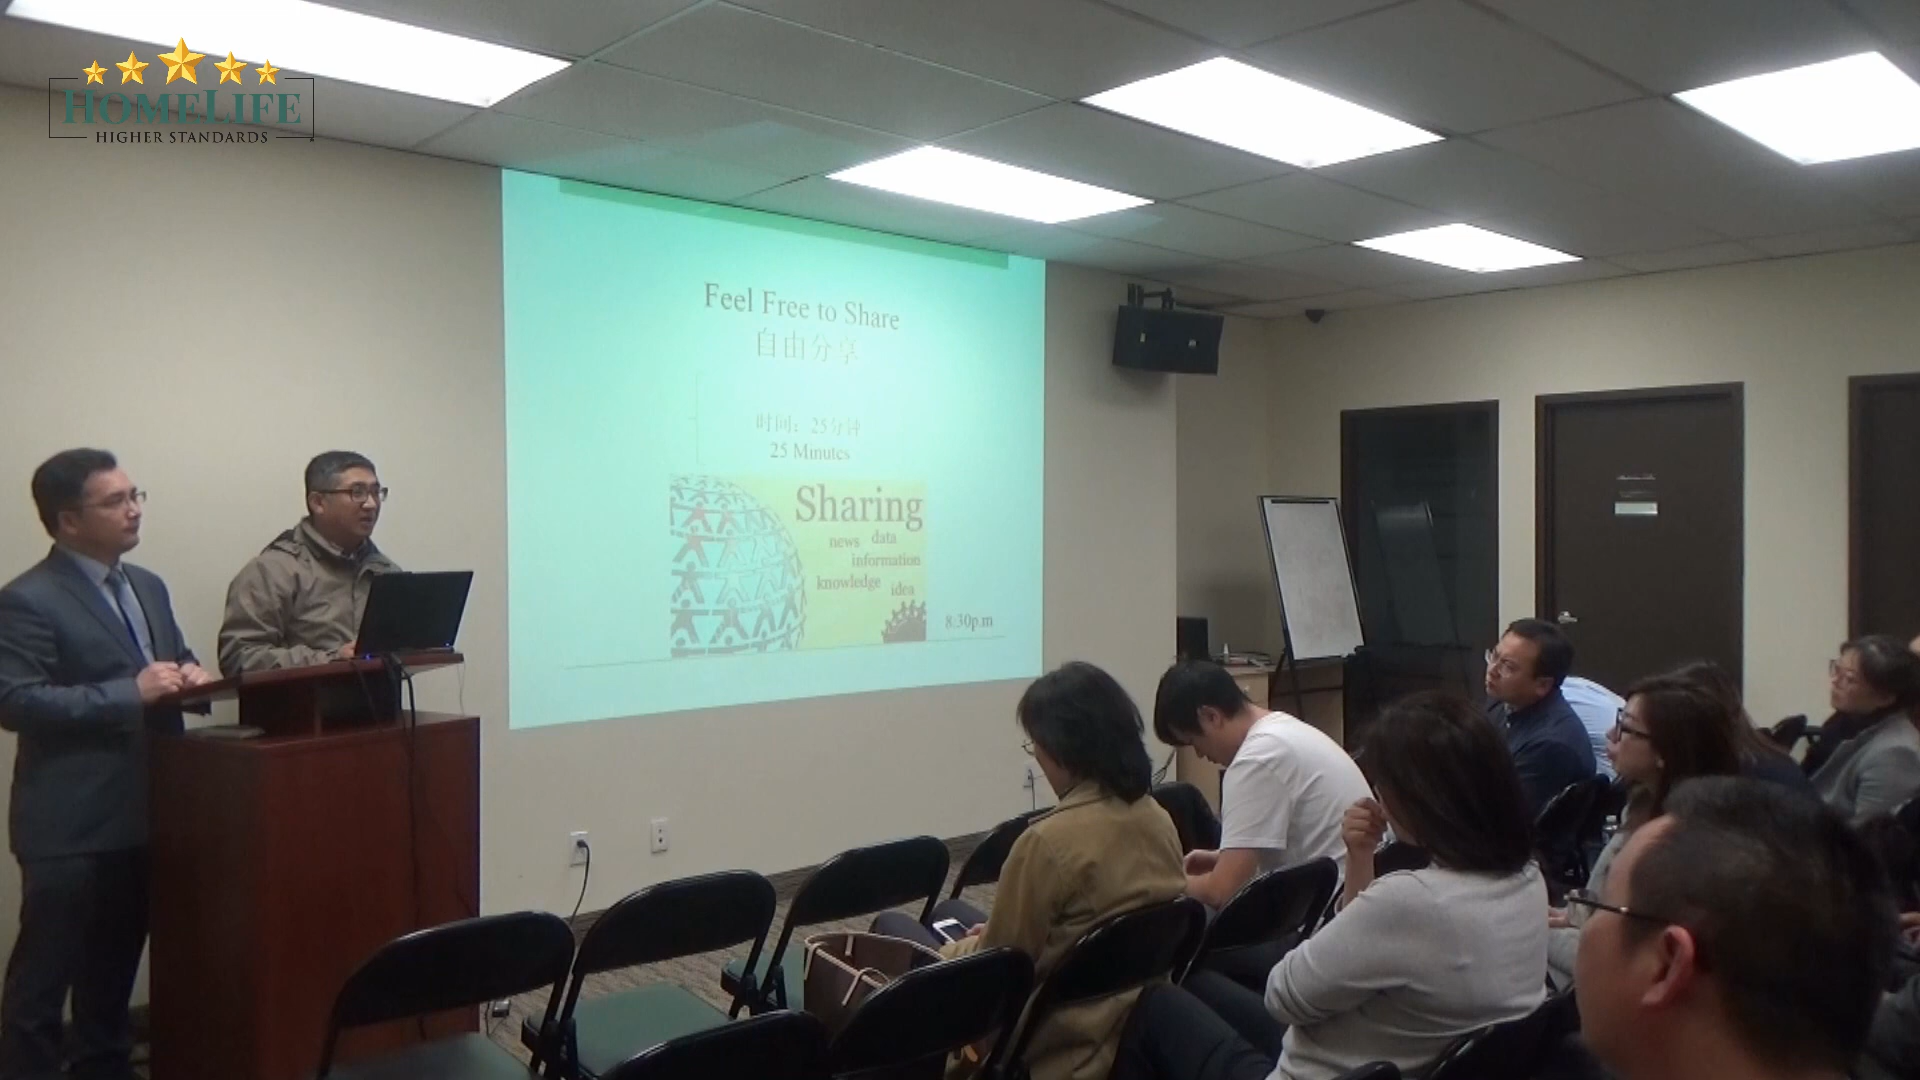 HOMELIFE
HIGHER STANDARDS
Feel Free to Share
自由分享
时间：25分钟
25 Minutes
Sharing
news data
information
knowledge
idea
8:30p.m